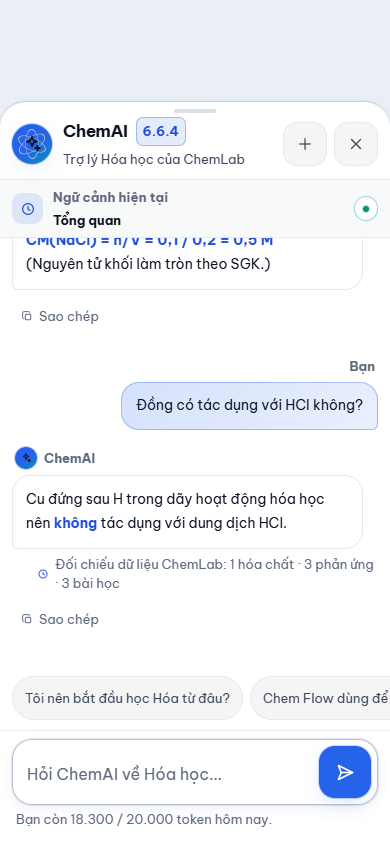 ChemAI 6.6.4
Trợ lý Hóa học của ChemLab
Ngữ cảnh hiện tại
Tổng quan
CM(NaCl) = n/V = 0,1 / 0,2 = 0,5 M
(Nguyên tử khối làm tròn theo SGK.)
Sao chép
Bạn
Đồng có tác dụng với HCl không?
ChemAI
Cu đứng sau H trong dãy hoạt động hóa học
nên không tác dụng với dung dịch HCl.
Đối chiếu dữ liệu ChemLab: 1 hóa chất · 3 phản ứng
· 3 bài học
Sao chép
Tôi nên bắt đầu học Hóa từ đâu?
Chem Flow dùng để
Hỏi ChemAI về Hóa học...
Bạn còn 18.300 / 20.000 token hôm nay.